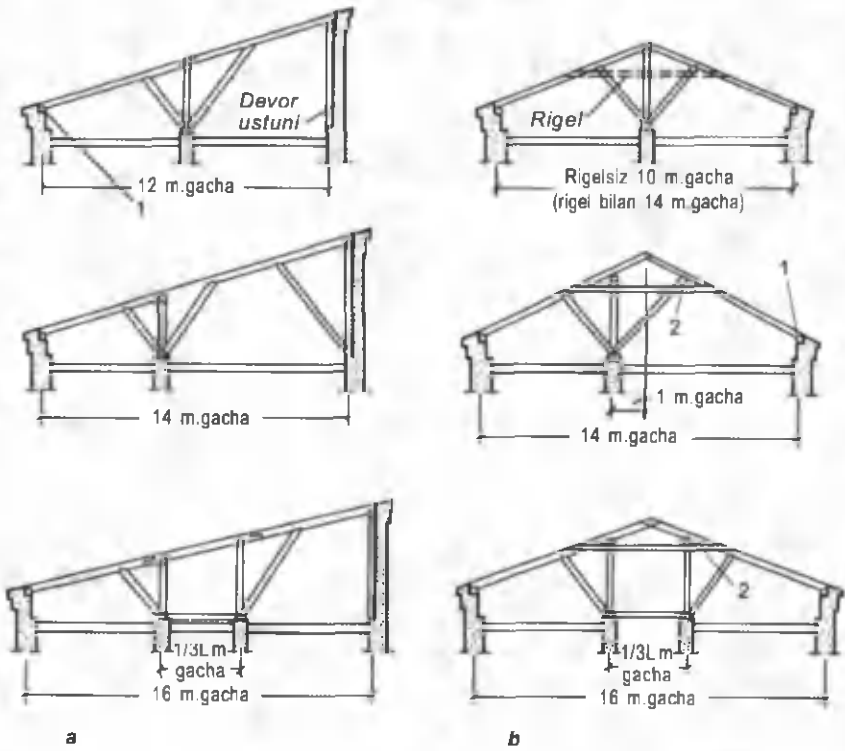 Devor
ustuni
12 m.gacha
1
Rigel
Rigelsiz 10 m.gacha
(rigel bilan 14 m.gacha)
14 m.gacha
1
2
1 m.gacha
14 m.gacha
1/3L m
gacha
16 m.gacha
a
2
1/3L m
gacha
16 m.gacha
b